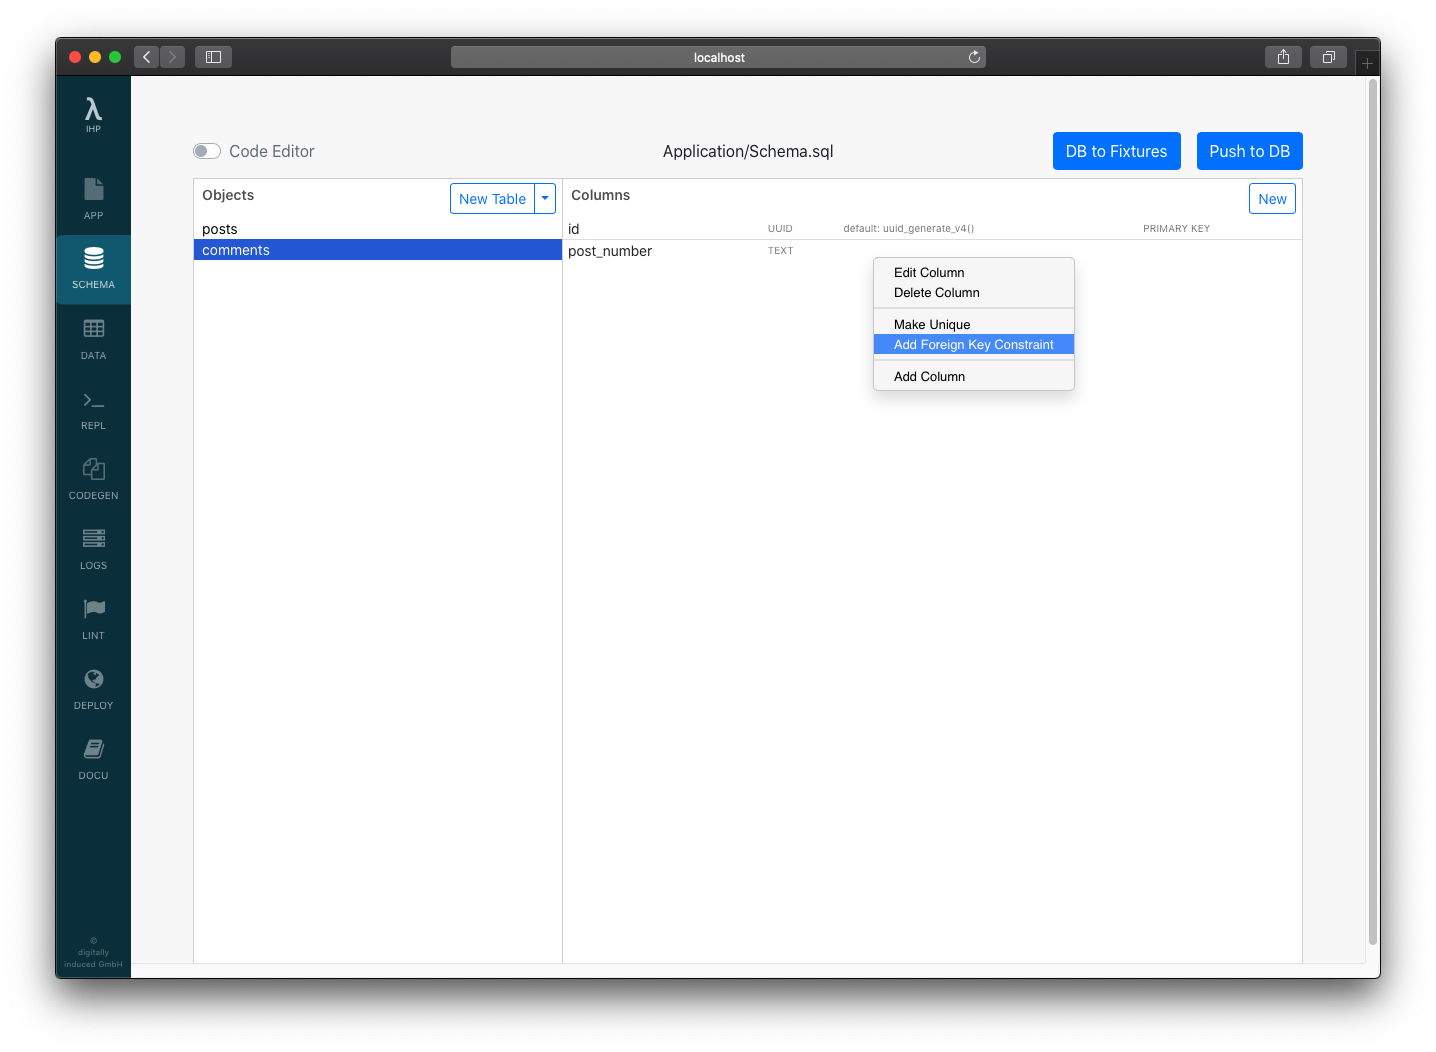 localhost
λ
IHP
APP
SCHEMA
DATA
REPL
CODEGEN
LOGS
LINT
DEPLOY
DOCU
©
digitally
induced GmbH
Code Editor
Application/Schema.sql
DB to Fixtures
Push to DB
Objects
New Table
posts
comments
Columns
New
id UUID default: uuid_generate_v4() PRIMARY KEY
post_number TEXT
Edit Column
Delete Column
Make Unique
Add Foreign Key Constraint
Add Column